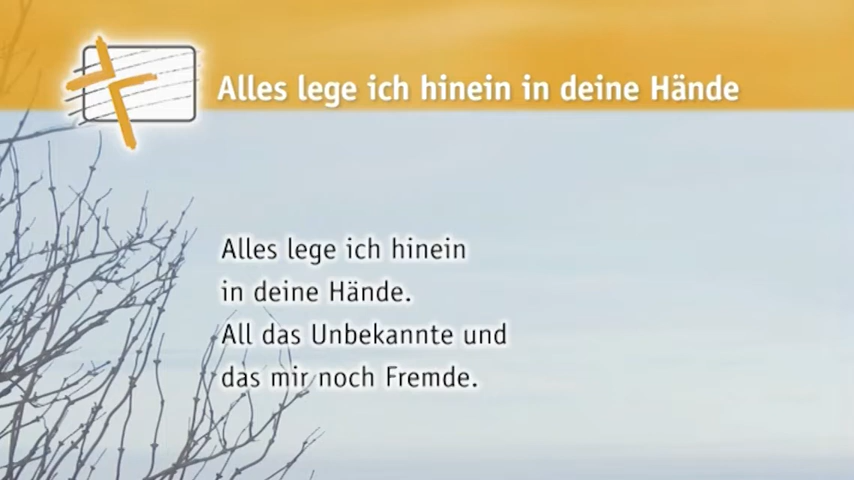 Alles lege ich hinein in deine Hände
Alles lege ich hinein
in deine Hände.
All das Unbekannte und
das mir noch Fremde.